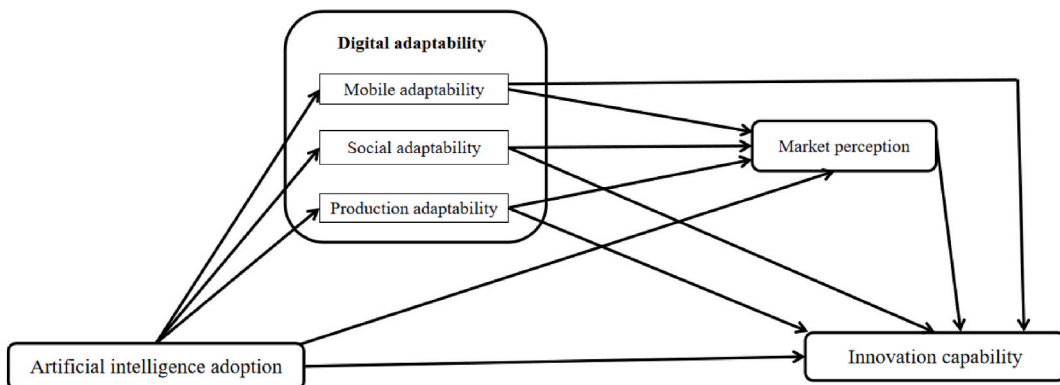 Digital adaptability
Mobile adaptability
Social adaptability
Market perception
Production adaptability
Artificial intelligence adoption
Innovation capability